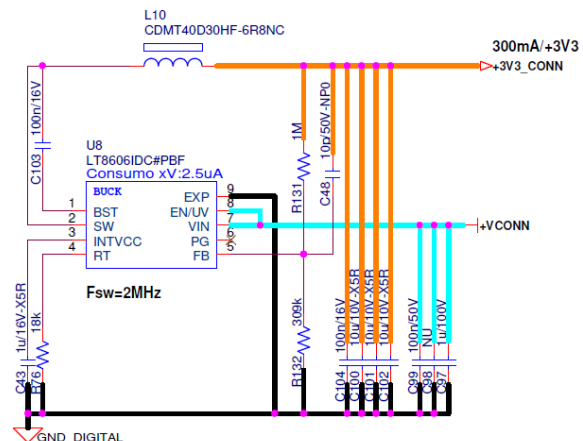 L10
CDMT40D30HF-6R8NC
300mA/+3V3
+3V3_CONN
100n/16V
C103
U8
LT8606IDC#PBF
Consumo xV:2.5uA
BUCK
EXP 9
1 BST
EN/UV 8
2 SW
VIN 7
3 INTVCC
PG 6
4 RT
FB 5
1M
R131
10p/50V-NP0
C48
+VCONN
Fsw=2MHz
1u/16V-X5R
C43
18k
R76
309k
R132
100n/16V
C104
10u/10V-X5R
C100
10u/10V-X5R
C101
10u/10V-X5R
C102
100n/50V
C99
NU
C98
1u/100V
C97
GND_DIGITAL